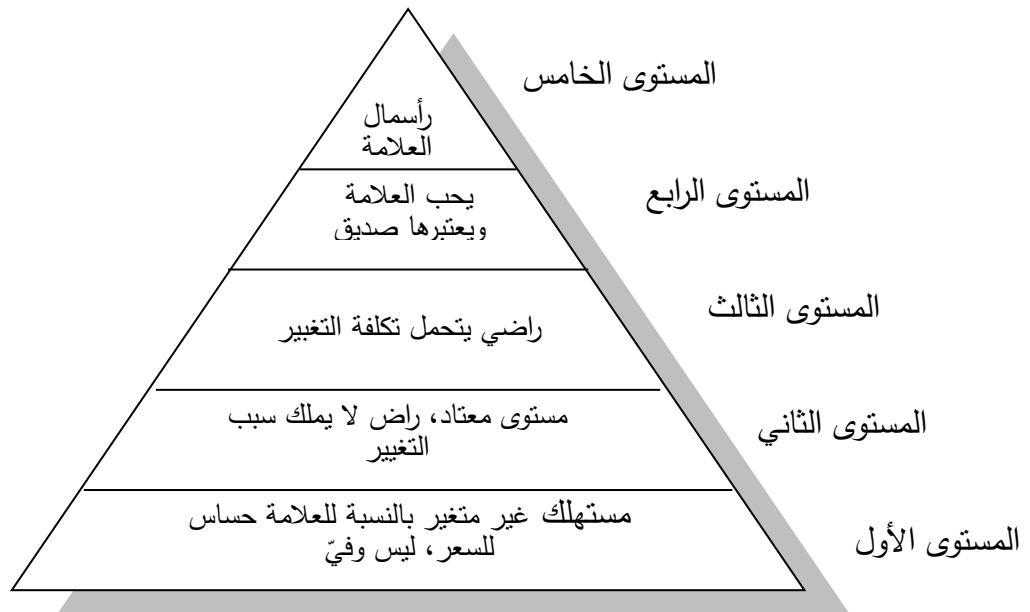 المستوى الخامس
رأسمال
العلامة
المستوى الرابع
يحب العلامة
ويعتبرها صديق
المستوى الثالث
راضي يتحمل تكلفة التغيير
المستوى الثاني
مستوى معتاد، راض لا يملك سبب
التغيير
المستوى الأول
مستهلك غير متغير بالنسبة للعلامة حساس
للسعر، ليس وفيّ